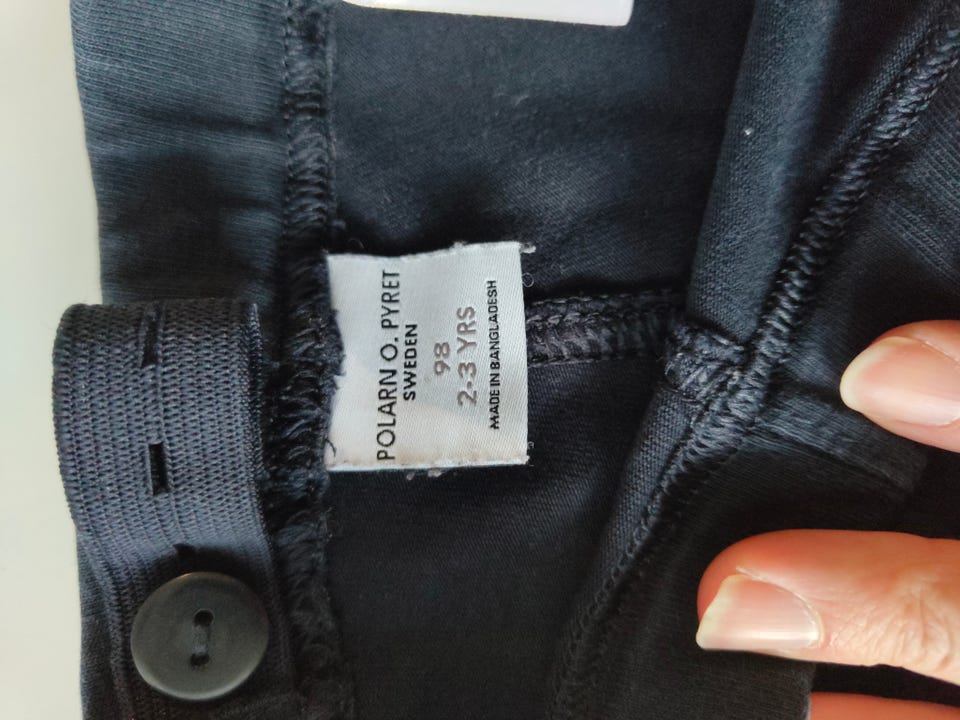 POLARN O. PYRET
SWEDEN
98
2-3 YRS
MADE IN BANGLADESH